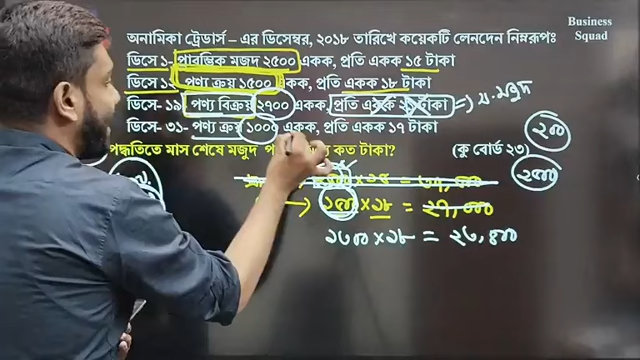 Business
Squad
অনামিকা ট্রেডার্স – এর ডিসেম্বর, ২০১৮ তারিখে কয়েকটি লেনদেন নিম্নরূপঃ
ডিসে ১- প্রারম্ভিক মজুদ ২৫০০ একক, প্রতি একক ১৫ টাকা
ডিসে ১২- পণ্য ক্রয় ১৫০০ একক, প্রতি একক ১৮ টাকা
ডিসে- ১৯ পণ্য বিক্রয় ২৭০০ একক, প্রতি একক টাকা
ডিসে- ৩১- পণ্য ক্রয় ১০০০ একক, প্রতি একক ১৭ টাকা
পদ্ধতিতে মাস শেষে মজুদ কত টাকা? (কু বোর্ড ২৩)
২০০
২৫০০
১৫০০ × ১৮ = ২৭,০০০
১৩০০ × ১৮ = ২৩,৪০০